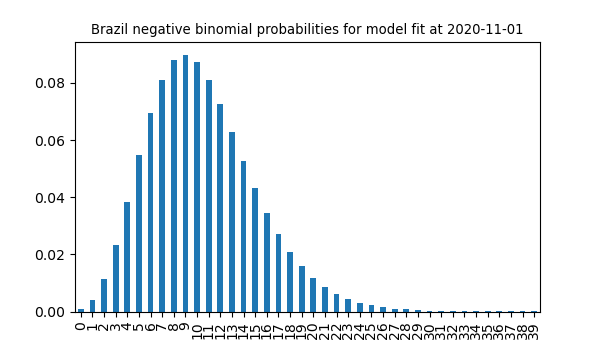 Brazil negative binomial probabilities for model fit at 2020-11-01
0.08
0.06
0.04
0.02
0.00
0 1 2 3 4 5 6 7 8 9 10 11 12 13 14 15 16 17 18 19 20 21 22 23 24 25 26 27 28 29 30 31 32 33 34 35 36 37 38 39